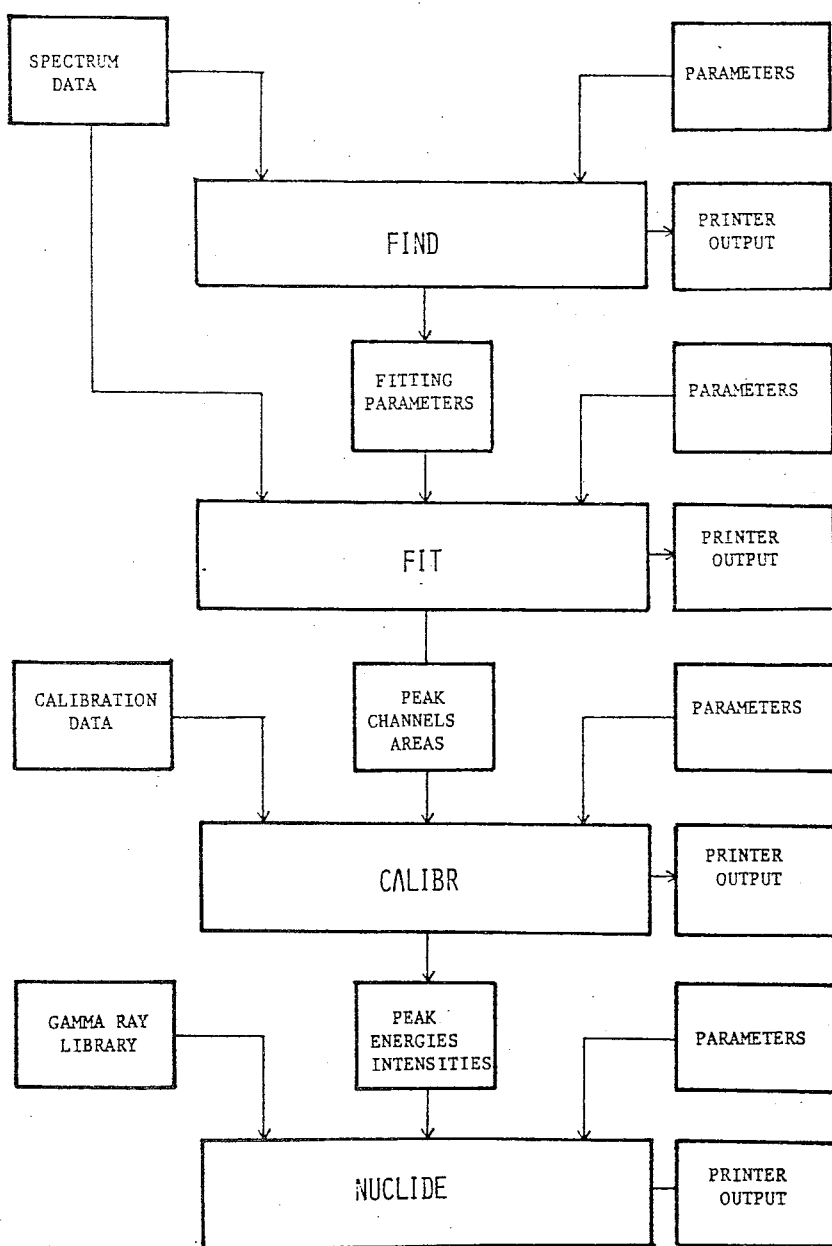 SPECTRUM
DATA
PARAMETERS
FIND
PRINTER
OUTPUT
FITTING
PARAMETERS
PARAMETERS
FIT
PRINTER
OUTPUT
CALIBRATION
DATA
PEAK
CHANNELS
AREAS
PARAMETERS
CALIBR
PRINTER
OUTPUT
GAMMA RAY
LIBRARY
PEAK
ENERGIES
INTENSITIES
PARAMETERS
NUCLIDE
PRINTER
OUTPUT